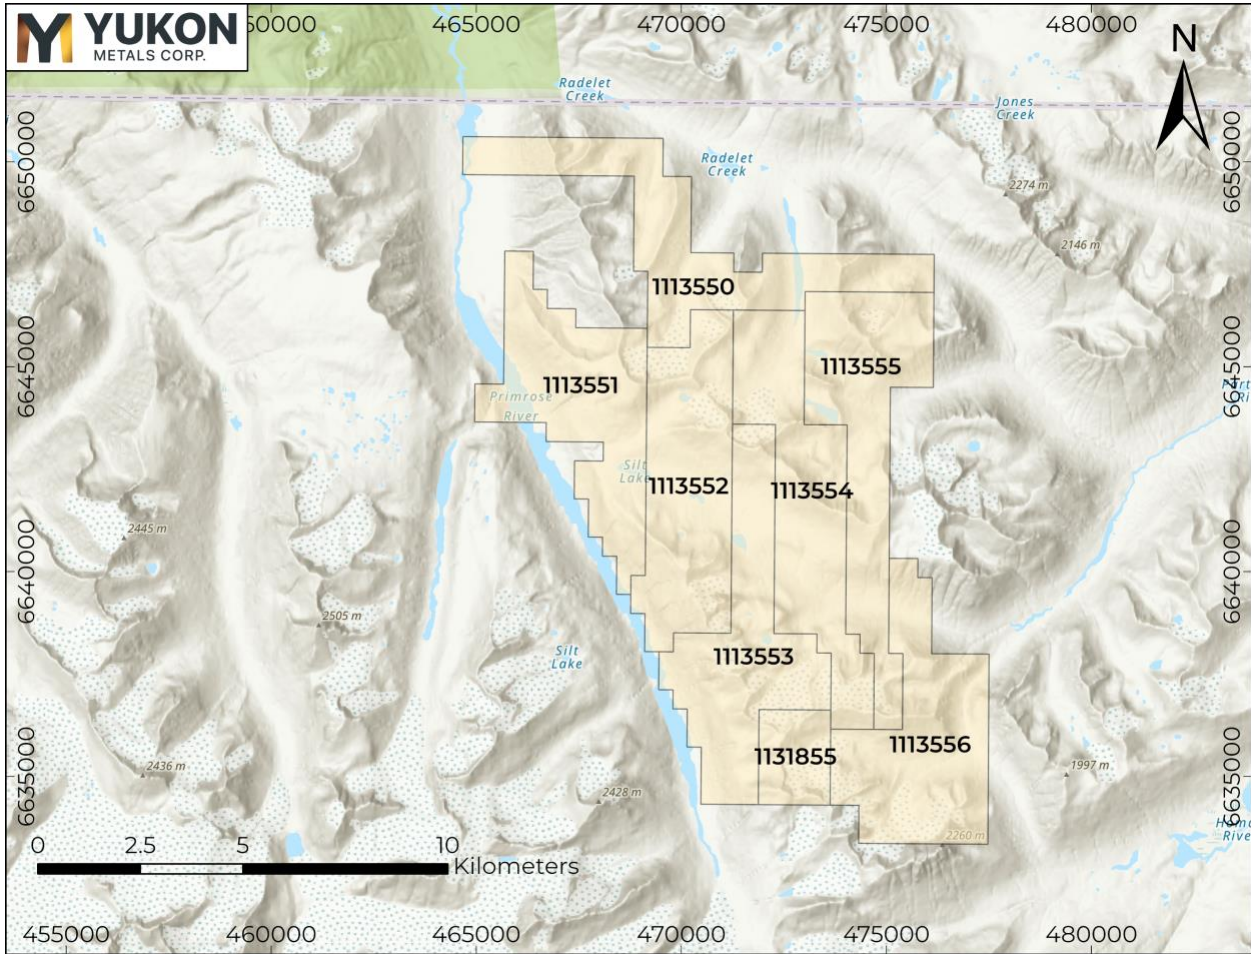 YUKON
METALS CORP.
465000
470000
475000
480000
N
Radelet
Creek
Jones
Creek
Radelet
Creek
6650000
6650000
2274 m
2146 m
1113550
1113555
1113551
6645000
6645000
Primrose
River
Silt
Lake
1113552
1113554
2445 m
6640000
6640000
2505 m
Silt
Lake
1113553
1131855
1113556
2436 m
2428 m
1997 m
6635000
6635000
2260 m
0
2.5
5
10
Kilometers
455000
460000
465000
470000
475000
480000